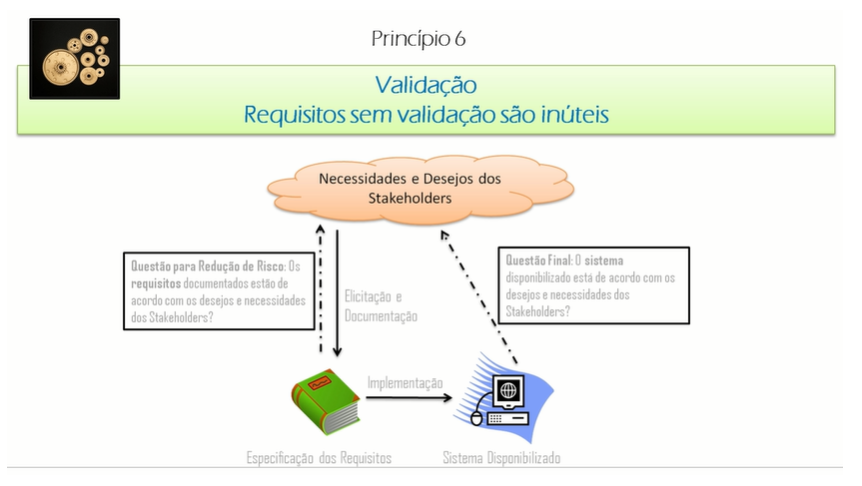 Princípio 6
Validação
Requisitos sem validação são inúteis
Necessidades e Desejos dos
Stakeholders
Questão para Redução de Risco: Os
requisitos documentados estão de
acordo com os desejos e necessidades
dos Stakeholders?
Elicitação e
Documentação
Questão Final: O sistema
disponibilizado está de acordo com os
desejos e necessidades dos
Stakeholders?
Implementação
Especificação dos Requisitos
Sistema Disponibilizado